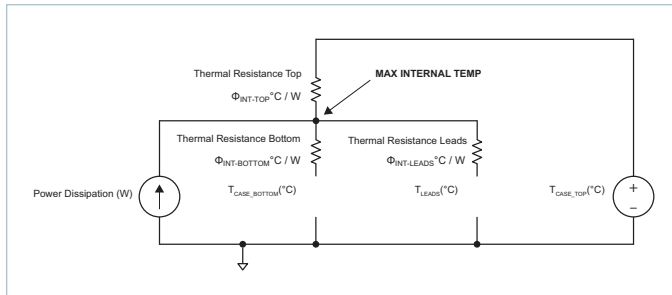 Thermal Resistance Top
MAX INTERNAL TEMP
ΦINT-TOP°C / W
Thermal Resistance Bottom
Thermal Resistance Leads
ΦINT-BOTTOM°C / W
ΦINT-LEADS°C / W
Power Dissipation (W)
TCASE_BOTTOM(°C)
TLEADS(°C)
TCASE_TOP(°C)
+
–